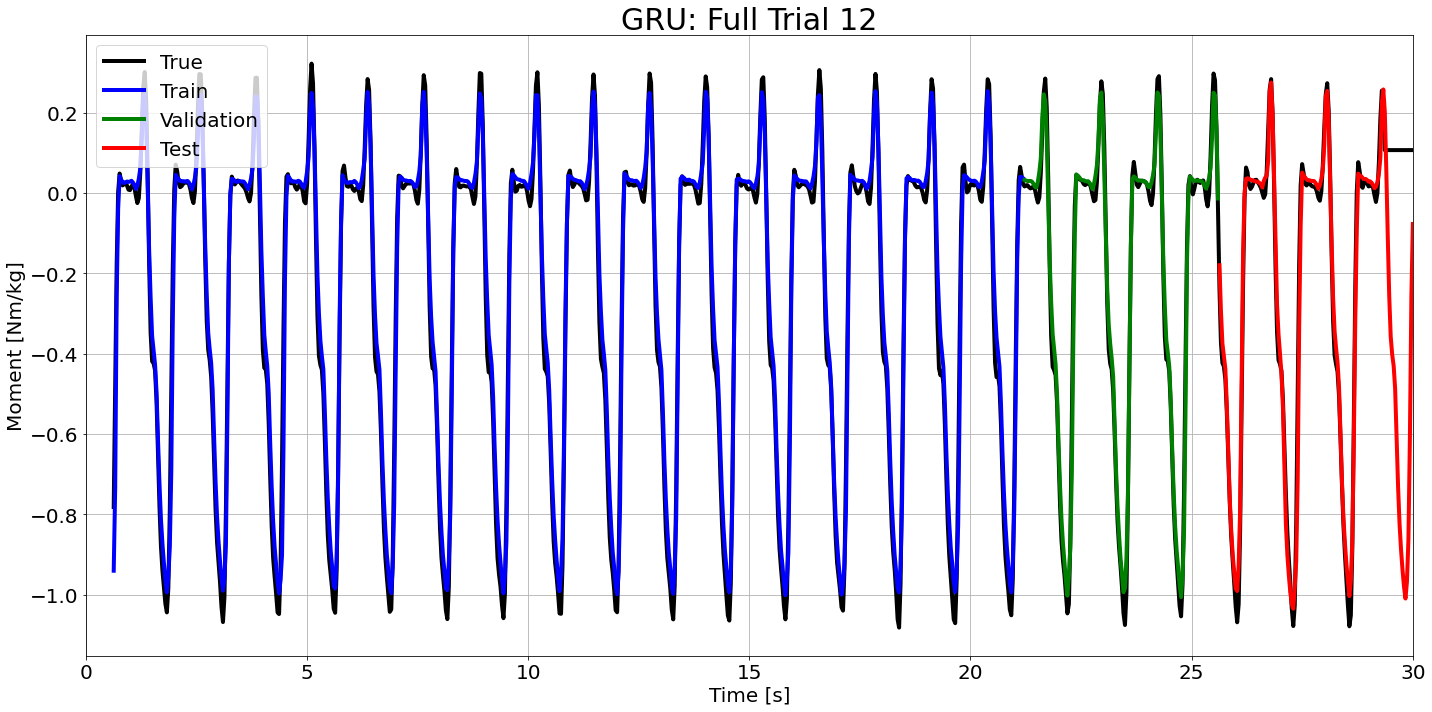 GRU: Full Trial 12
True
Train
Validation
Test
0.2
0.0
−0.2
−0.4
−0.6
−0.8
−1.0
Moment [Nm/kg]
0 5 10 15 20 25 30
Time [s]